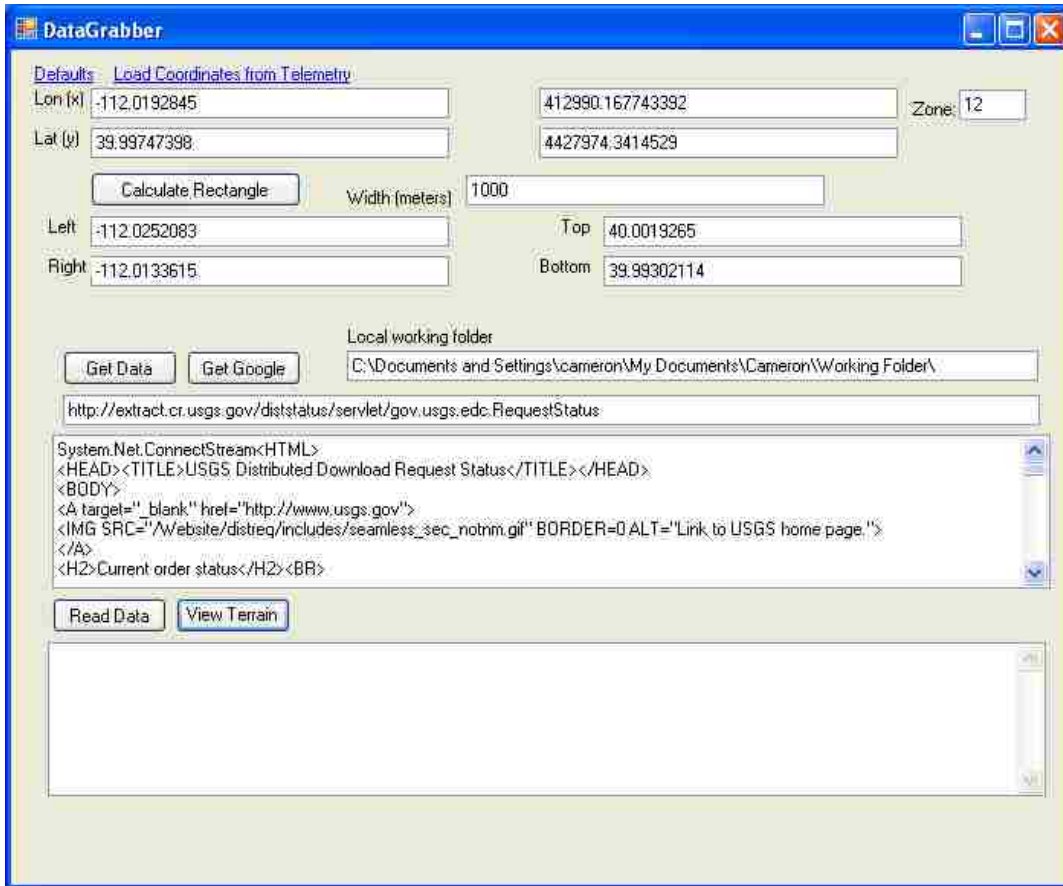 DataGrabber
Defaults Load Coordinates from Telemetry
Lon (x) -112.0192845 412990.167743392 Zone: 12
Lat (y) 39.99747398 4427974.3414529
Calculate Rectangle Width (meters) 1000
Left -112.0252083 Top 40.0019265
Right -112.0133615 Bottom 39.99302114
Local working folder
Get Data Get Google C:\Documents and Settings\cameron\My Documents\Cameron\Working Folder\
http://extract.cr.usgs.gov/diststatus/servlet/gov.usgs.edc.RequestStatus
System.Net.ConnectStream<HTML>
<HEAD><TITLE>USGS Distributed Download Request Status</TITLE></HEAD>
<BODY>
<A target="_blank" href="http://www.usgs.gov">
<IMG SRC="/Website/distreq/includes/seamless_sec_notnm.gif" BORDER=0 ALT="Link to USGS home page.">
</A>
<H2>Current order status</H2><BR>
Read Data View Terrain